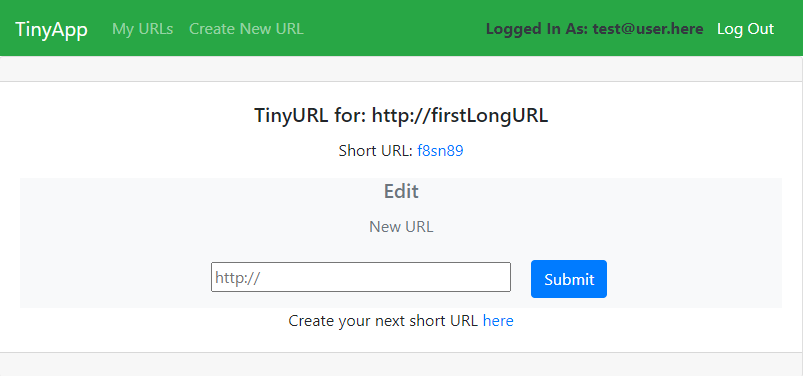 TinyApp My URLs Create New URL Logged In As: test@user.here Log Out
TinyURL for: http://firstLongURL
Short URL: f8sn89
Edit
New URL
http:// Submit
Create your next short URL here